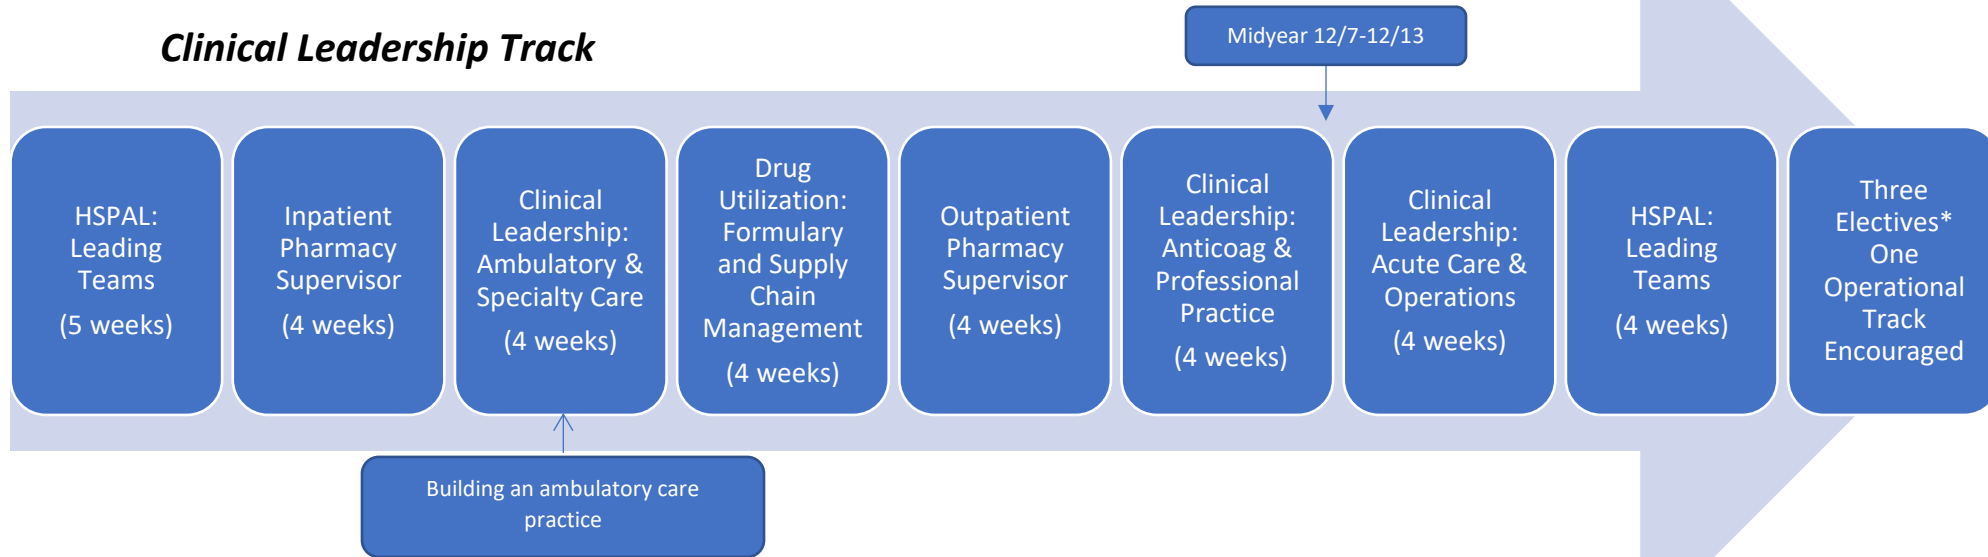 Clinical Leadership Track
Midyear 12/7-12/13
HSPAL:
Leading
Teams
(5 weeks)
Inpatient
Pharmacy
Supervisor
(4 weeks)
Clinical
Leadership:
Ambulatory &
Specialty Care
(4 weeks)
Drug
Utilization:
Formulary
and Supply
Chain
Management
(4 weeks)
Outpatient
Pharmacy
Supervisor
(4 weeks)
Clinical
Leadership:
Anticoag &
Professional
Practice
(4 weeks)
Clinical
Leadership:
Acute Care &
Operations
(4 weeks)
HSPAL:
Leading
Teams
(4 weeks)
Three
Electives*
One
Operational
Track
Encouraged
Building an ambulatory care
practice